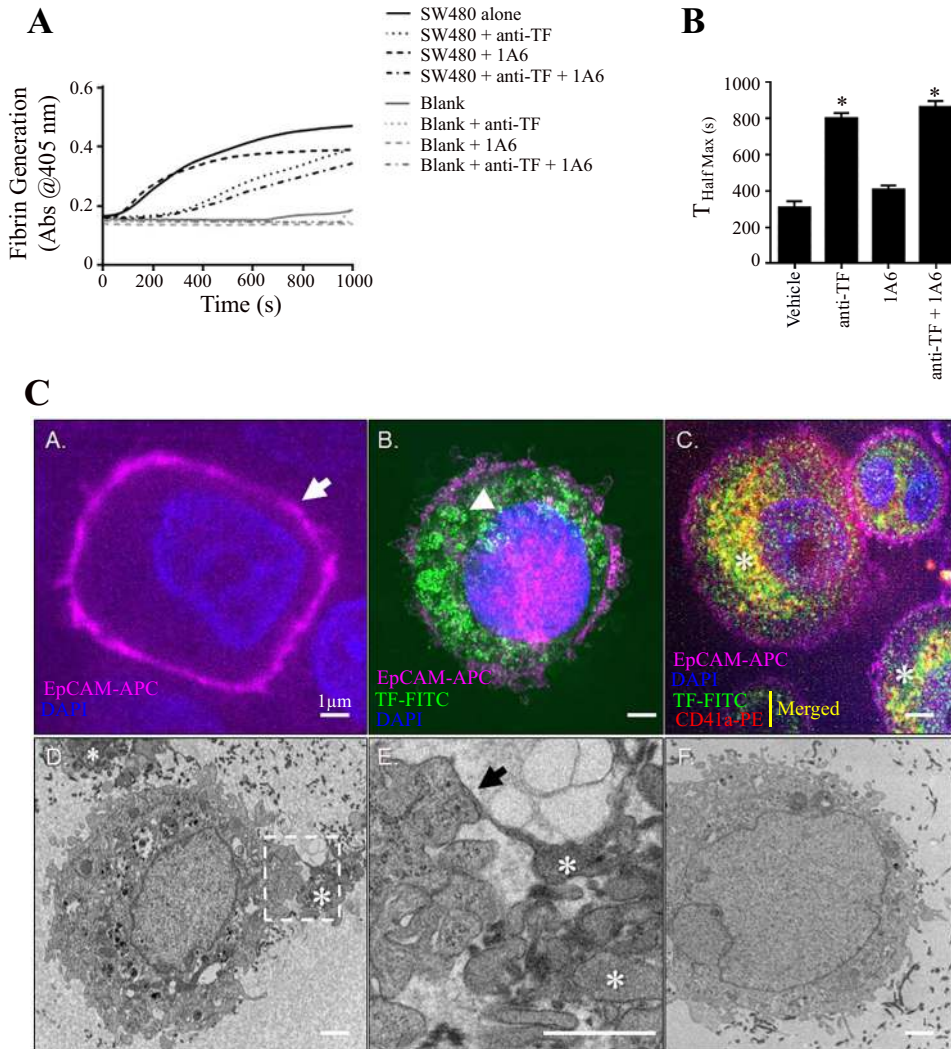 A
SW480 alone
SW480 + anti-TF
SW480 + 1A6
SW480 + anti-TF + 1A6
Blank
Blank + anti-TF
Blank + 1A6
Blank + anti-TF + 1A6
Fibrin Generation
(Abs @405 nm)
0.6
0.4
0.2
0
0 200 400 600 800 1000
Time (s)
B
T Half Max (s)
1000
800
600
400
200
0
* *
Vehicle
anti-TF
1A6
anti-TF + 1A6
C
A.
EpCAM-APC
DAPI
1µm
B.
EpCAM-APC
TF-FITC
DAPI
C.
*
*
EpCAM-APC
DAPI
TF-FITC
CD41a-PE
Merged
D
*
*
E.
*
*
F